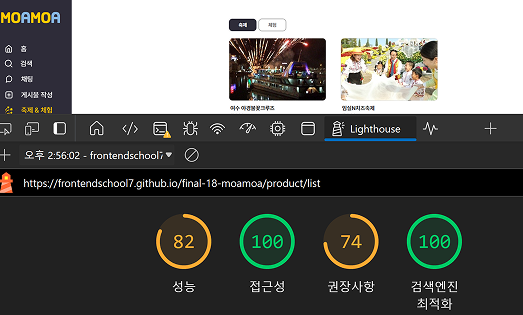 MOAMOA
홈
검색
채팅
게시물 작성
축제 & 체험
축제
체험
여수 야경불꽃크루즈
임실N치즈축제
Lighthouse
오후 2:56:02 - frontendschool7
https://frontendschool7.github.io/final-18-moamoa/product/list
82
100
74
100
성능
접근성
권장사항
검색엔진
최적화